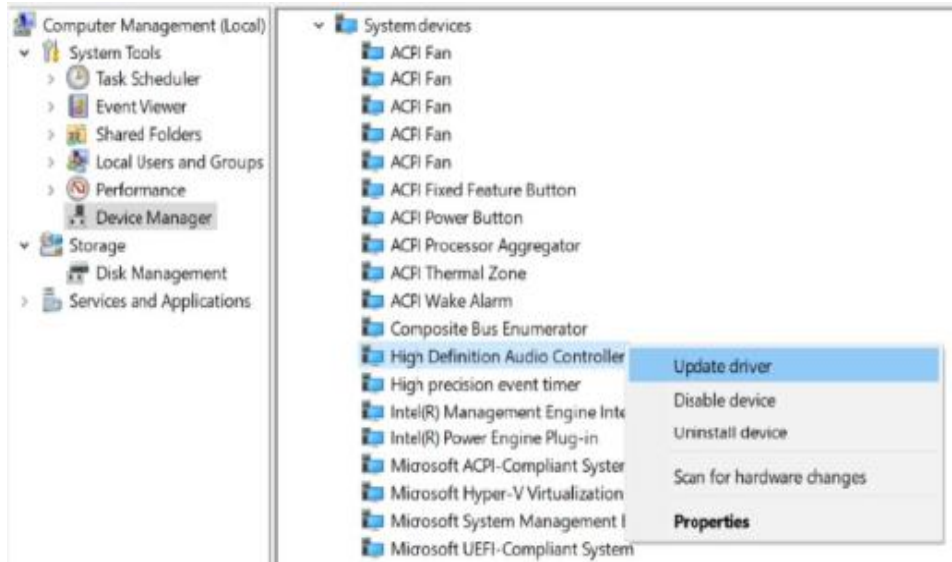 Computer Management (Local)
System Tools
Task Scheduler
Event Viewer
Shared Folders
Local Users and Groups
Performance
Device Manager
Storage
Disk Management
Services and Applications
System devices
ACPI Fan
ACPI Fan
ACPI Fan
ACPI Fan
ACPI Fan
ACPI Fixed Feature Button
ACPI Power Button
ACPI Processor Aggregator
ACPI Thermal Zone
ACPI Wake Alarm
Composite Bus Enumerator
High Definition Audio Controller
High precision event timer
Intel(R) Management Engine Inte
Intel(R) Power Engine Plug-in
Microsoft ACPI-Compliant System
Microsoft Hyper-V Virtualization
Microsoft System Management
Microsoft UEFI-Compliant System
Update driver
Disable device
Uninstall device
Scan for hardware changes
Properties